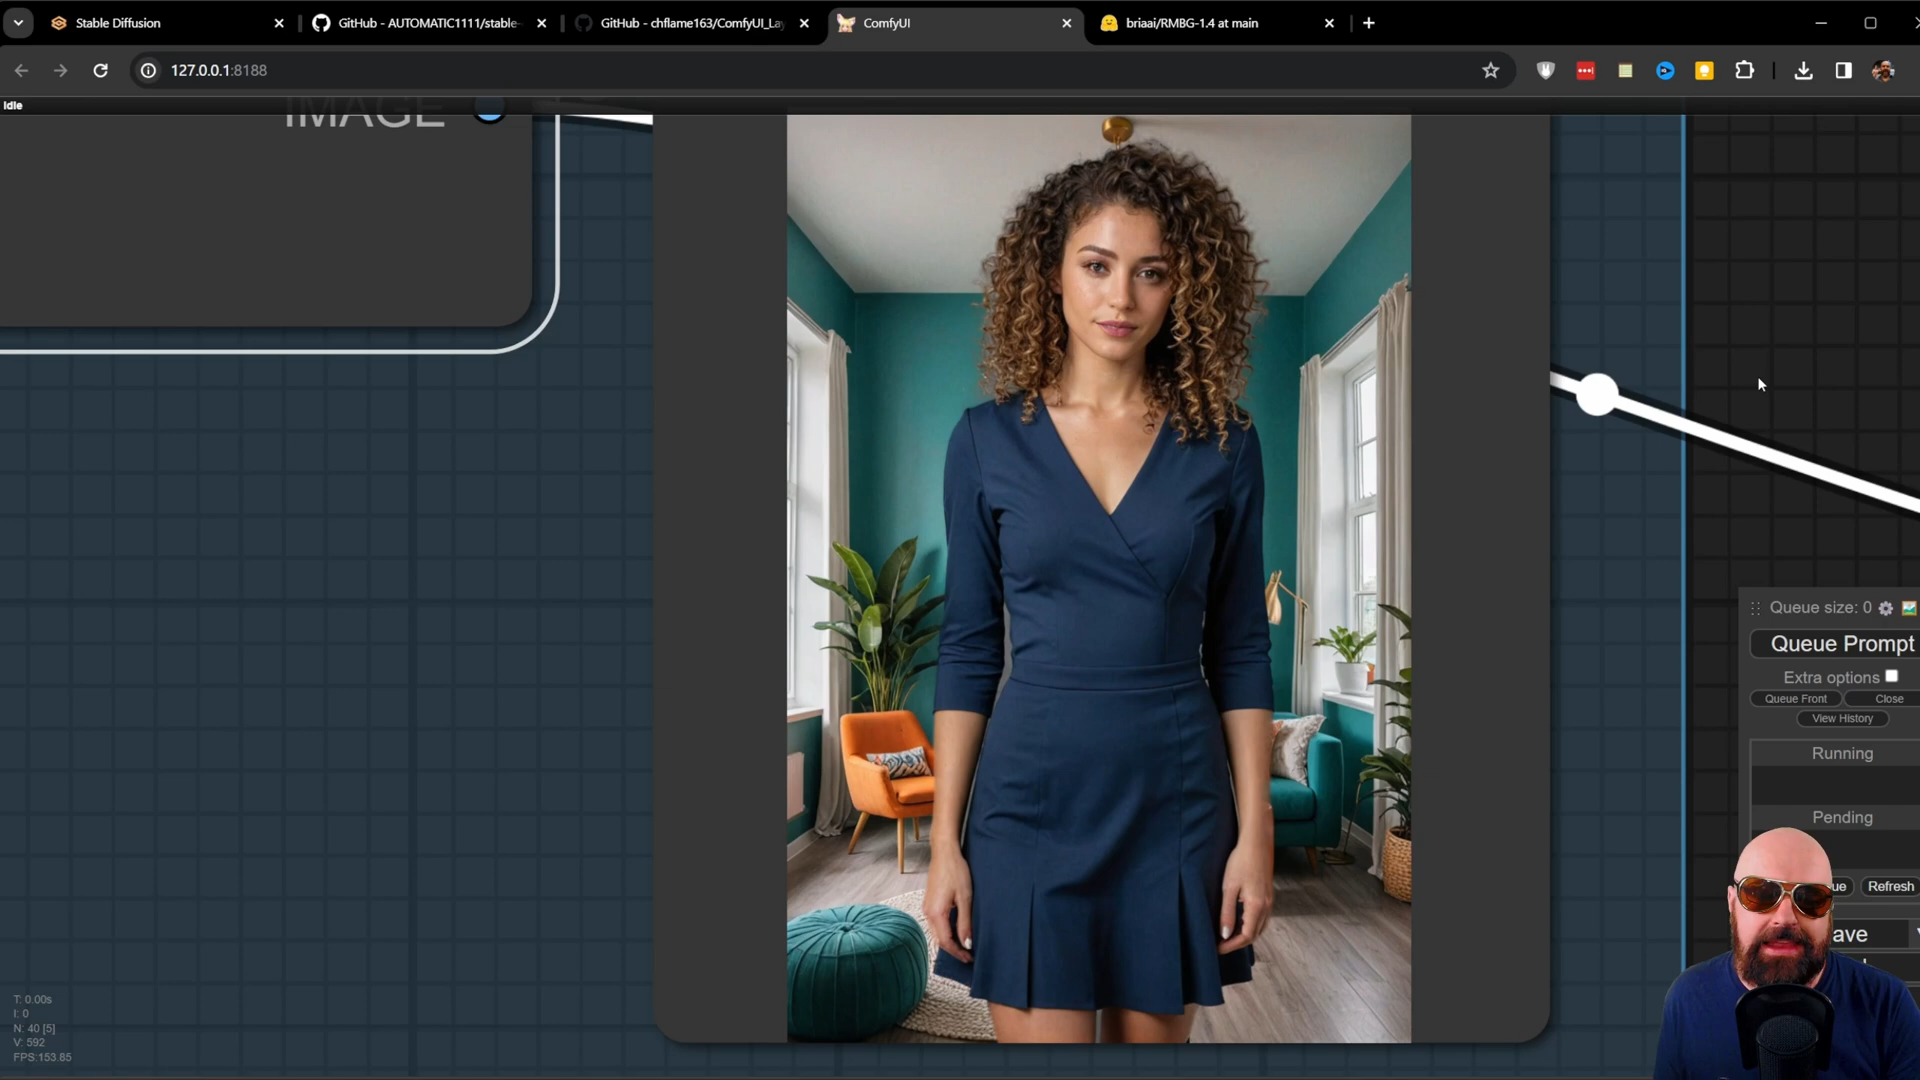 Stable Diffusion
GitHub - AUTOMATIC1111/stable-
GitHub - chflame163/ComfyUI_La
ComfyUI
briaai/RMBG-1.4 at main
127.0.0.1:8188
Idle
IMAGE
Queue size: 0
Queue Prompt
Extra options
Queue Front
Close
View History
Running
Pending
ue
Refresh
ave
T: 0.00s
I: 0
N: 40 [5]
V: 592
FPS:153.85